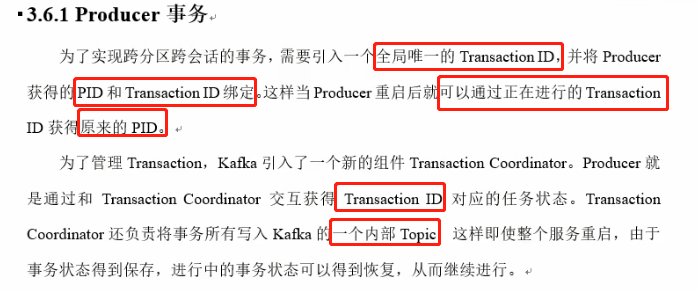 3.6.1 Producer 事务
为了实现跨分区跨会话的事务，需要引入一个全局唯一的 Transaction ID，并将 Producer
获得的 PID 和 Transaction ID 绑定。这样当 Producer 重启后就可以通过正在进行的 Transaction
ID 获得原来的 PID。
为了管理 Transaction，Kafka 引入了一个新的组件 Transaction Coordinator。Producer 就
是通过和 Transaction Coordinator 交互获得 Transaction ID 对应的任务状态。Transaction
Coordinator 还负责将事务所有写入 Kafka 的一个内部 Topic 这样即使整个服务重启，由于
事务状态得到保存，进行中的事务状态可以得到恢复，从而继续进行。